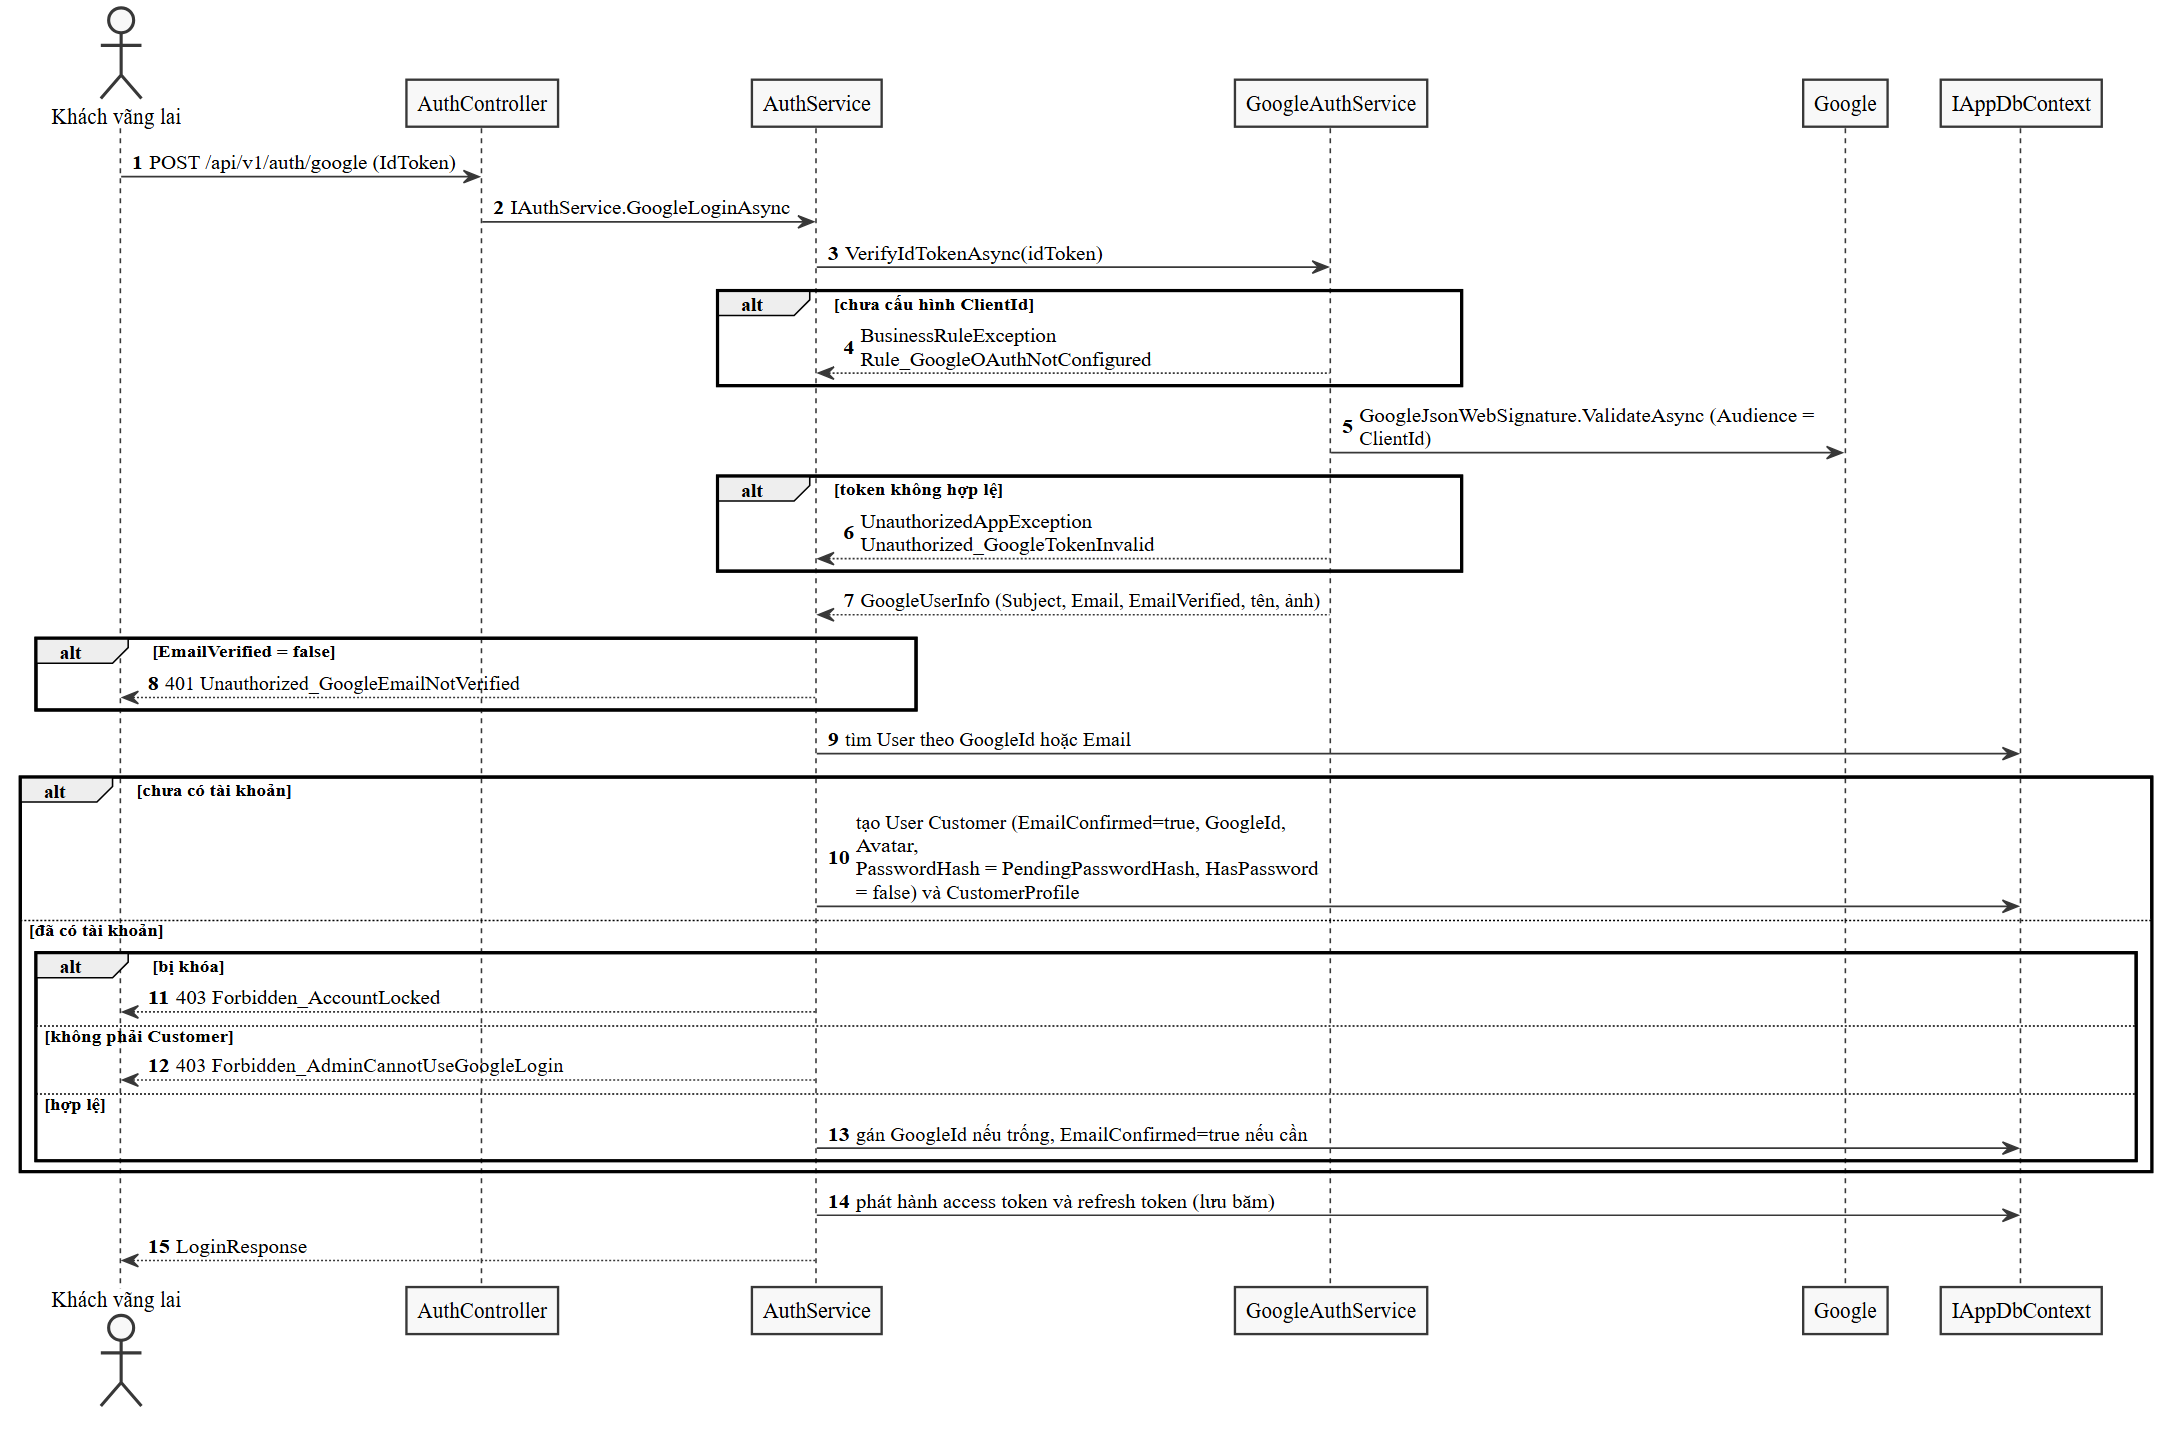 Khách vãng lai
AuthController
AuthService
GoogleAuthService
Google
IAppDbContext
1 POST /api/v1/auth/google (IdToken)
2 IAuthService.GoogleLoginAsync
3 VerifyIdTokenAsync(idToken)
alt [chưa cấu hình ClientId]
4 BusinessRuleException
Rule_GoogleOAuthNotConfigured
5 GoogleJsonWebSignature.ValidateAsync (Audience =
ClientId)
alt [token không hợp lệ]
6 UnauthorizedAppException
Unauthorized_GoogleTokenInvalid
7 GoogleUserInfo (Subject, Email, EmailVerified, tên, ảnh)
alt [EmailVerified = false]
8 401 Unauthorized_GoogleEmailNotVerified
9 tìm User theo GoogleId hoặc Email
alt [chưa có tài khoản]
10 tạo User Customer (EmailConfirmed=true, GoogleId,
Avatar,
PasswordHash = PendingPasswordHash, HasPassword
= false) và CustomerProfile
[đã có tài khoản]
alt [bị khóa]
11 403 Forbidden_AccountLocked
[không phải Customer]
12 403 Forbidden_AdminCannotUseGoogleLogin
[hợp lệ]
13 gán GoogleId nếu trống, EmailConfirmed=true nếu cần
14 phát hành access token và refresh token (lưu băm)
15 LoginResponse
Khách vãng lai
AuthController
AuthService
GoogleAuthService
Google
IAppDbContext